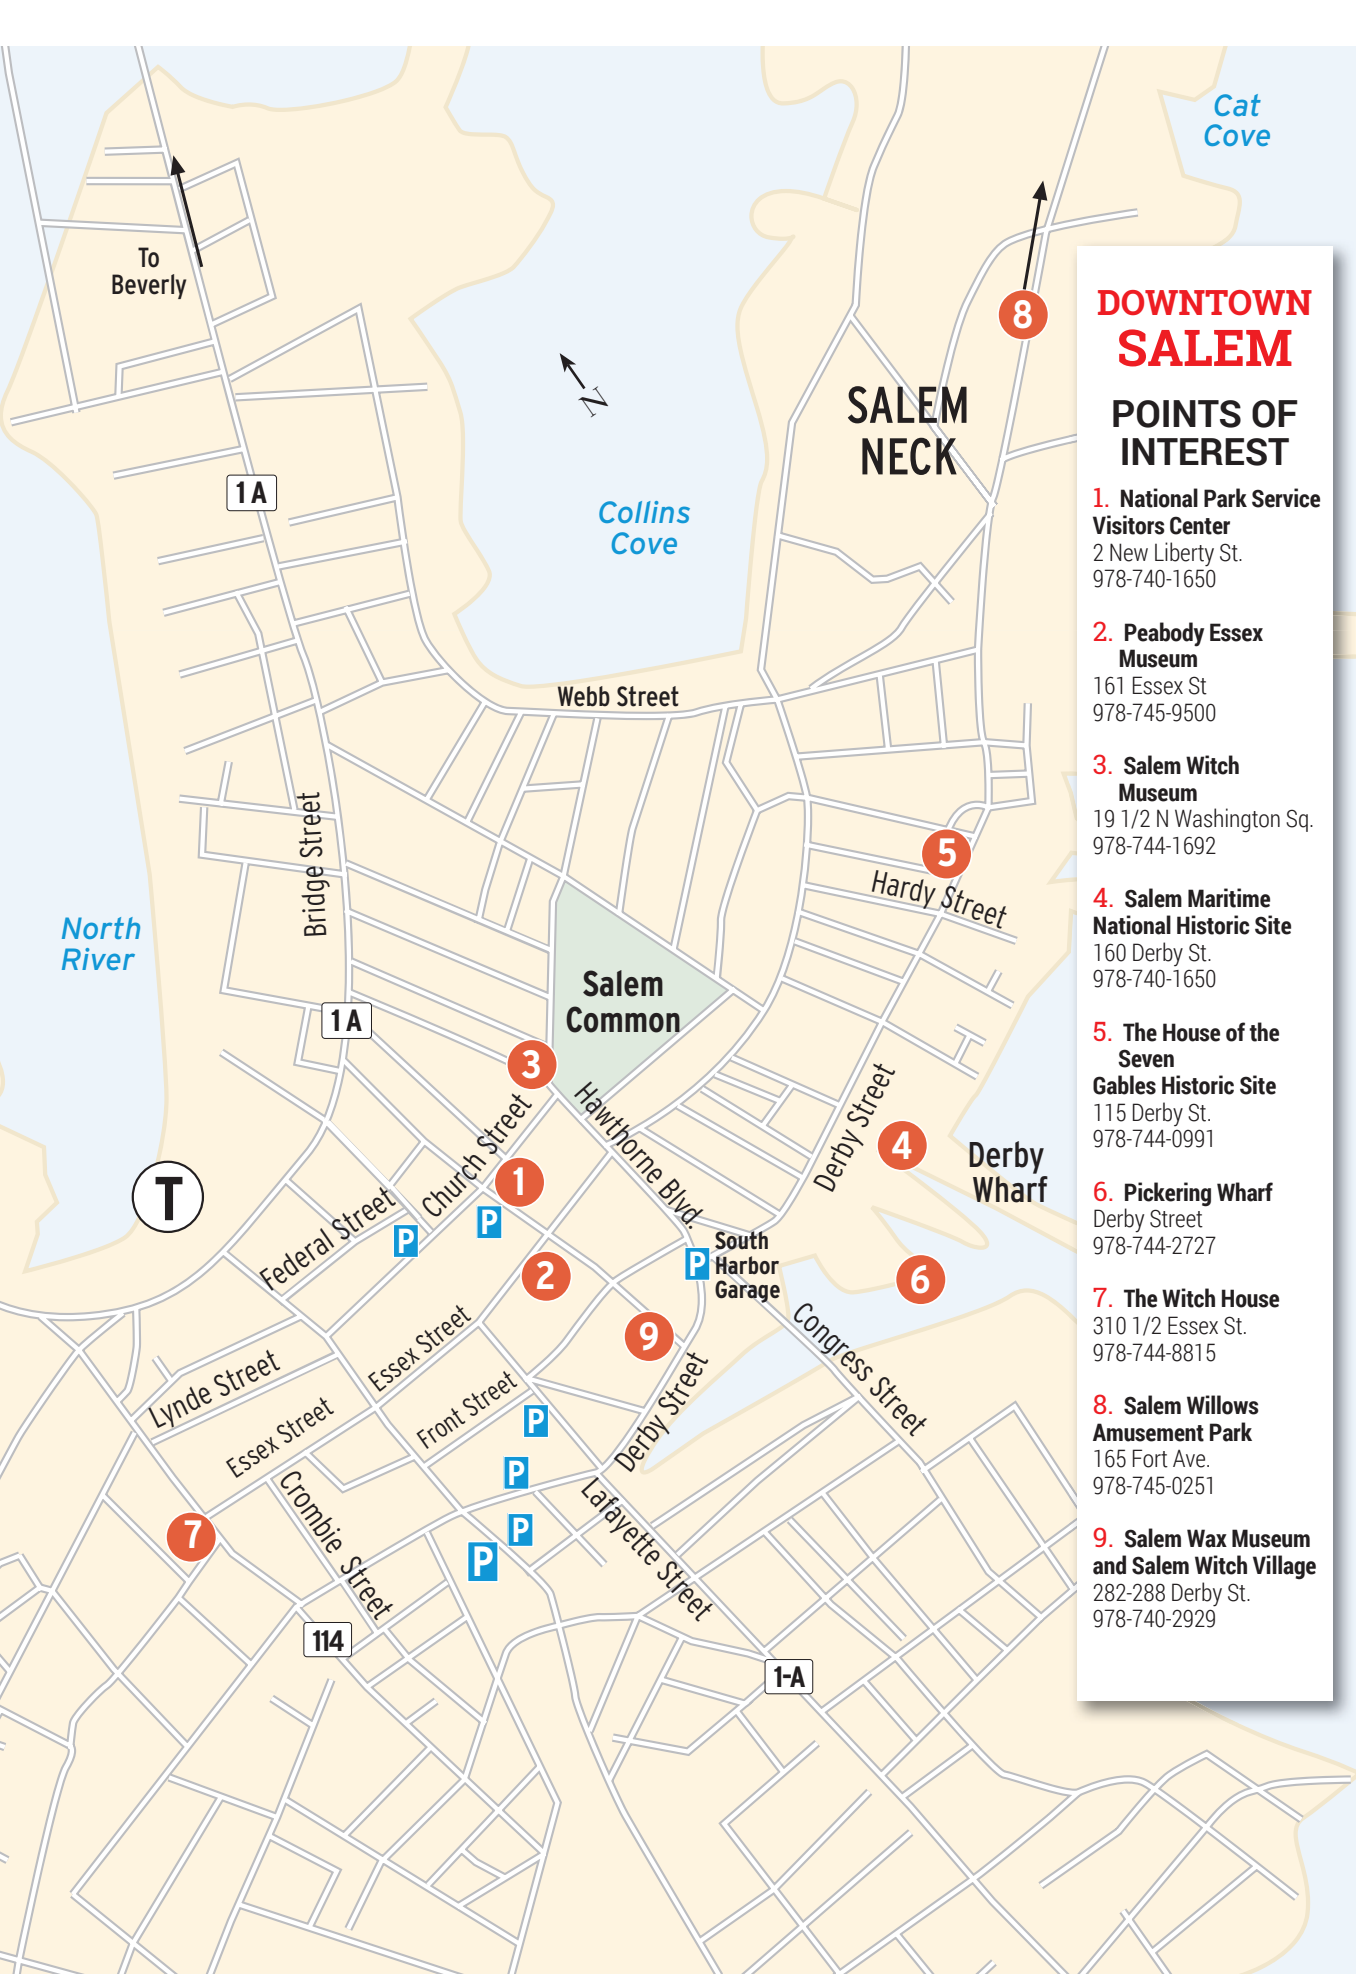 Cat
Cove
To
Beverly
DOWNTOWN
SALEM
POINTS OF
INTEREST
1. National Park Service
Visitors Center
2 New Liberty St.
978-740-1650
2. Peabody Essex
Museum
161 Essex St
978-745-9500
3. Salem Witch
Museum
19 1/2 N Washington Sq.
978-744-1692
4. Salem Maritime
National Historic Site
160 Derby St.
978-740-1650
5. The House of the
Seven
Gables Historic Site
115 Derby St.
978-744-0991
6. Pickering Wharf
Derby Street
978-744-2727
7. The Witch House
310 1/2 Essex St.
978-744-8815
8. Salem Willows
Amusement Park
165 Fort Ave.
978-745-0251
9. Salem Wax Museum
and Salem Witch Village
282-288 Derby St.
978-740-2929
8
N
SALEM
NECK
1A
Collins
Cove
Webb Street
Bridge Street
5
Hardy Street
North
River
Salem
Common
1A
3
Hawthorne Blvd.
Church Street
Derby Street
4
Derby
Wharf
T
1
P
P
Federal Street
South
Harbor
Garage
P
2
6
9
Congress Street
Essex Street
Lynde Street
Front Street
Derby Street
Essex Street
P
P
P
P
Crombie Street
Lafayette Street
7
114
1-A